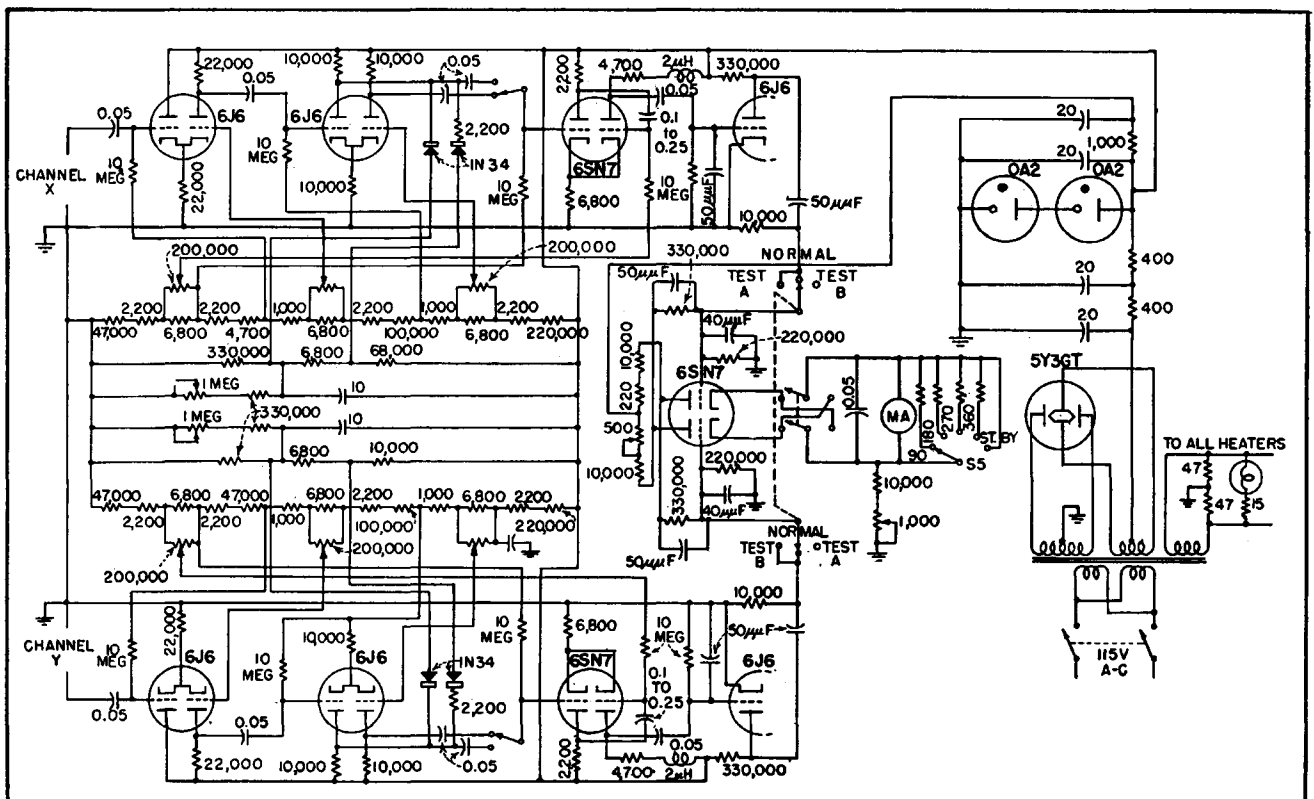 22,000
0.05
0.05
6J6
10 MEG
22,000
CHANNEL X
10,000
10,000
6J6
10 MEG
10,000
0.05
2,200
IN34
10 MEG
2,200
6SN7
6,800
4,700
2μH
0.05
0.1 to 0.25
10 MEG
330,000
6J6
50μμF
10,000
50μμF
20
1,000
20
OA2
OA2
400
20
400
20
200,000
200,000
330,000
NORMAL
TEST A
TEST B
50μμF
2,200
2,200
1,000
2,200
1,000
2,200
47,000
6,800
4,700
6,800
100,000
6,800
220,000
330,000
6,800
68,000
1 MEG
10
330,000
1 MEG
10
6,800
10,000
40μμF
220,000
10,000
220
500
10,000
6SN7
0.05
MA
180
270
360
ST.BY
90
S5
10,000
1,000
220,000
330,000
40μμF
50μμF
NORMAL
TEST B
TEST A
5Y3GT
TO ALL HEATERS
47
47
15
115V
A-C
47,000
6,800
47,000
6,800
2,200
1,000
6,800
2200
2,200
2,200
1,000
100,000
220,000
200,000
200,000
CHANNEL Y
10 MEG
22,000
6J6
0.05
0.05
22,000
10 MEG
10,000
6J6
10,000
10,000
IN34
2,200
0.05
10 MEG
6,800
6SN7
2,200
10 MEG
0.1 TO 0.25
0.05
4,700
2μH
330,000
10,000
50μμF
6J6